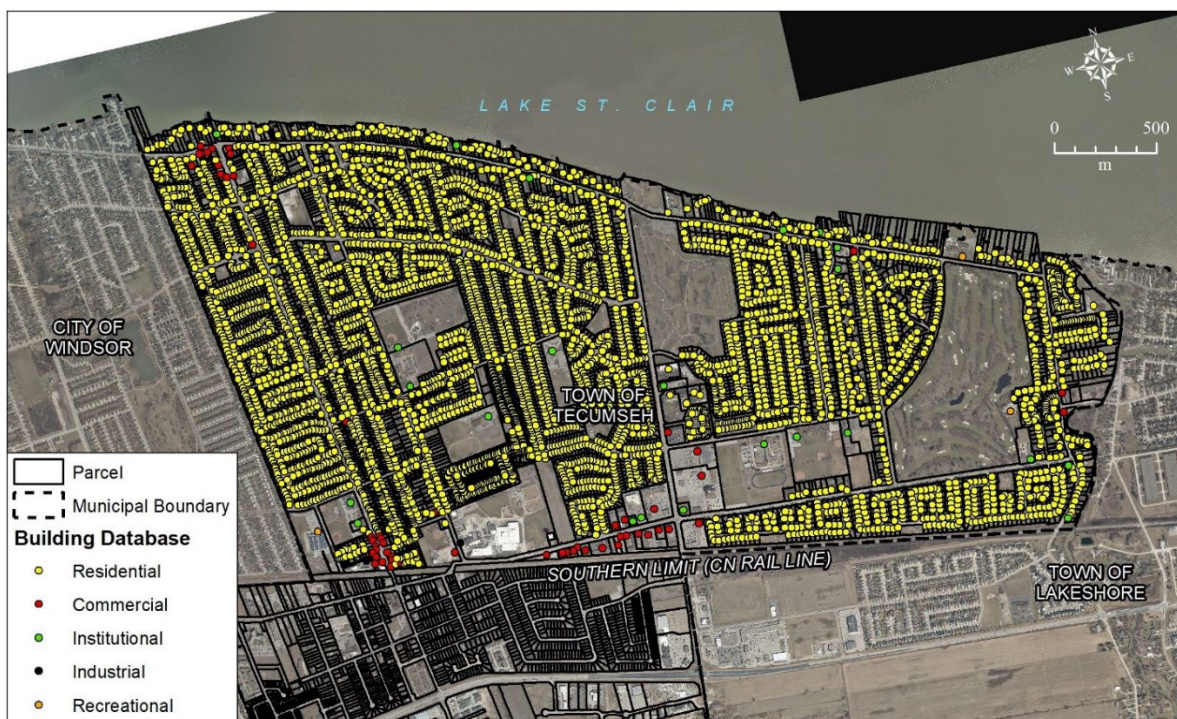 LAKE ST. CLAIR
N
W E
S
0 500
m
CITY OF
WINDSOR
TOWN OF
TECUMSEH
SOUTHERN LIMIT (CN RAIL LINE)
TOWN OF
LAKESHORE
Parcel
Municipal Boundary
Building Database
Residential
Commercial
Institutional
Industrial
Recreational